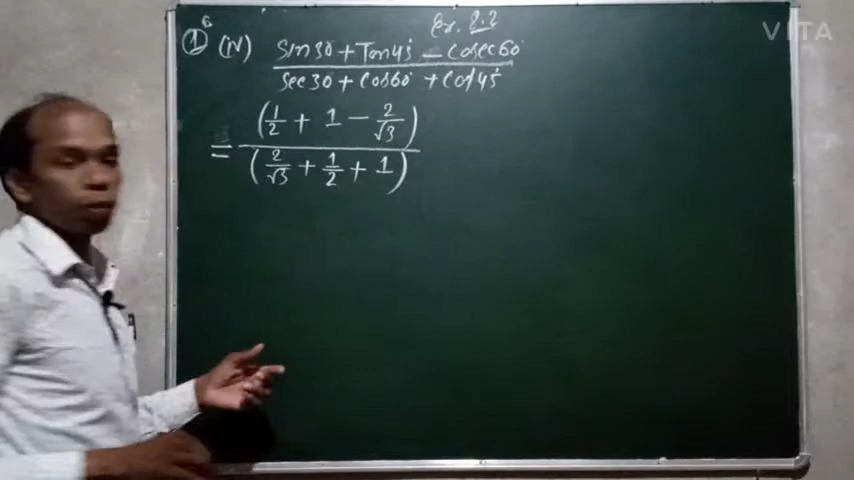 Ex. 2.2
VITA
① (iv) sin30 + Tan45 - cosec60
sec30 + cos60 + cot45
= (1/2 + 1 - 2/√3)
(2/√3 + 1/2 + 1)